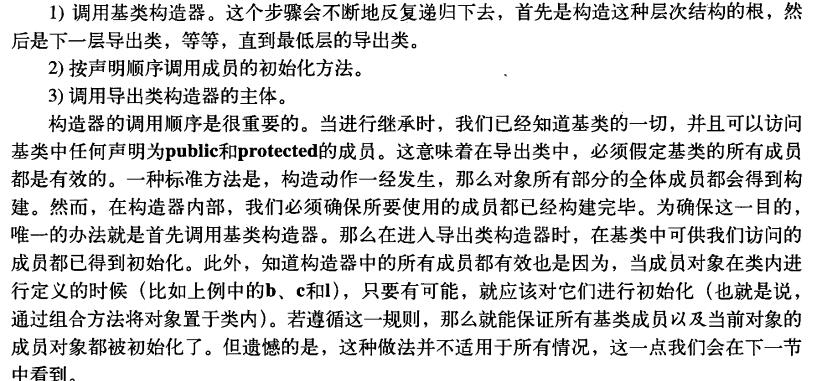 1) 调用基类构造器。这个步骤会不断地反复递归下去，首先是构造这种层次结构的根，然
后是下一层导出类，等等，直到最低层的导出类。
2) 按声明顺序调用成员的初始化方法。
3) 调用导出类构造器的主体。
构造器的调用顺序是很重要的。当进行继承时，我们已经知道基类的一切，并且可以访问
基类中任何声明为public和protected的成员。这意味着在导出类中，必须假定基类的所有成员
都是有效的。一种标准方法是，构造动作一经发生，那么对象所有部分的全体成员都会得到构
建。然而，在构造器内部，我们必须确保所要使用的成员都已经构建完毕。为确保这一目的，
唯一的办法就是首先调用基类构造器。那么在进入导出类构造器时，在基类中可供我们访问的
成员都已得到初始化。此外，知道构造器中的所有成员都有效也是因为，当成员对象在类内进
行定义的时候（比如上例中的b、c和l），只要有可能，就应该对它们进行初始化（也就是说，
通过组合方法将对象置于类内）。若遵循这一规则，那么就能保证所有基类成员以及当前对象的
成员对象都被初始化了。但遗憾的是，这种做法并不适用于所有情况，这一点我们会在下一节
中看到。